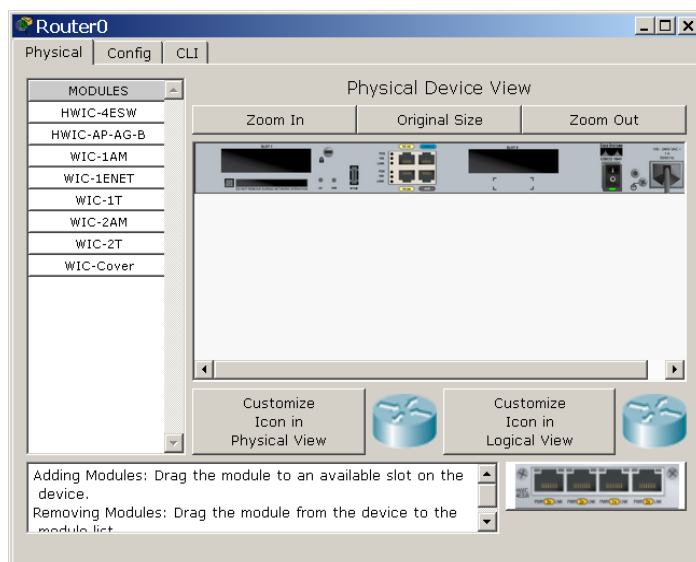 Router0
Physical Config CLI
MODULES
HWIC-4ESW
HWIC-AP-AG-B
WIC-1AM
WIC-1ENET
WIC-1T
WIC-2AM
WIC-2T
WIC-Cover
Physical Device View
Zoom In Original Size Zoom Out
Customize
Icon in
Physical View
Customize
Icon in
Logical View
Adding Modules: Drag the module to an available slot on the
device.
Removing Modules: Drag the module from the device to the
module list